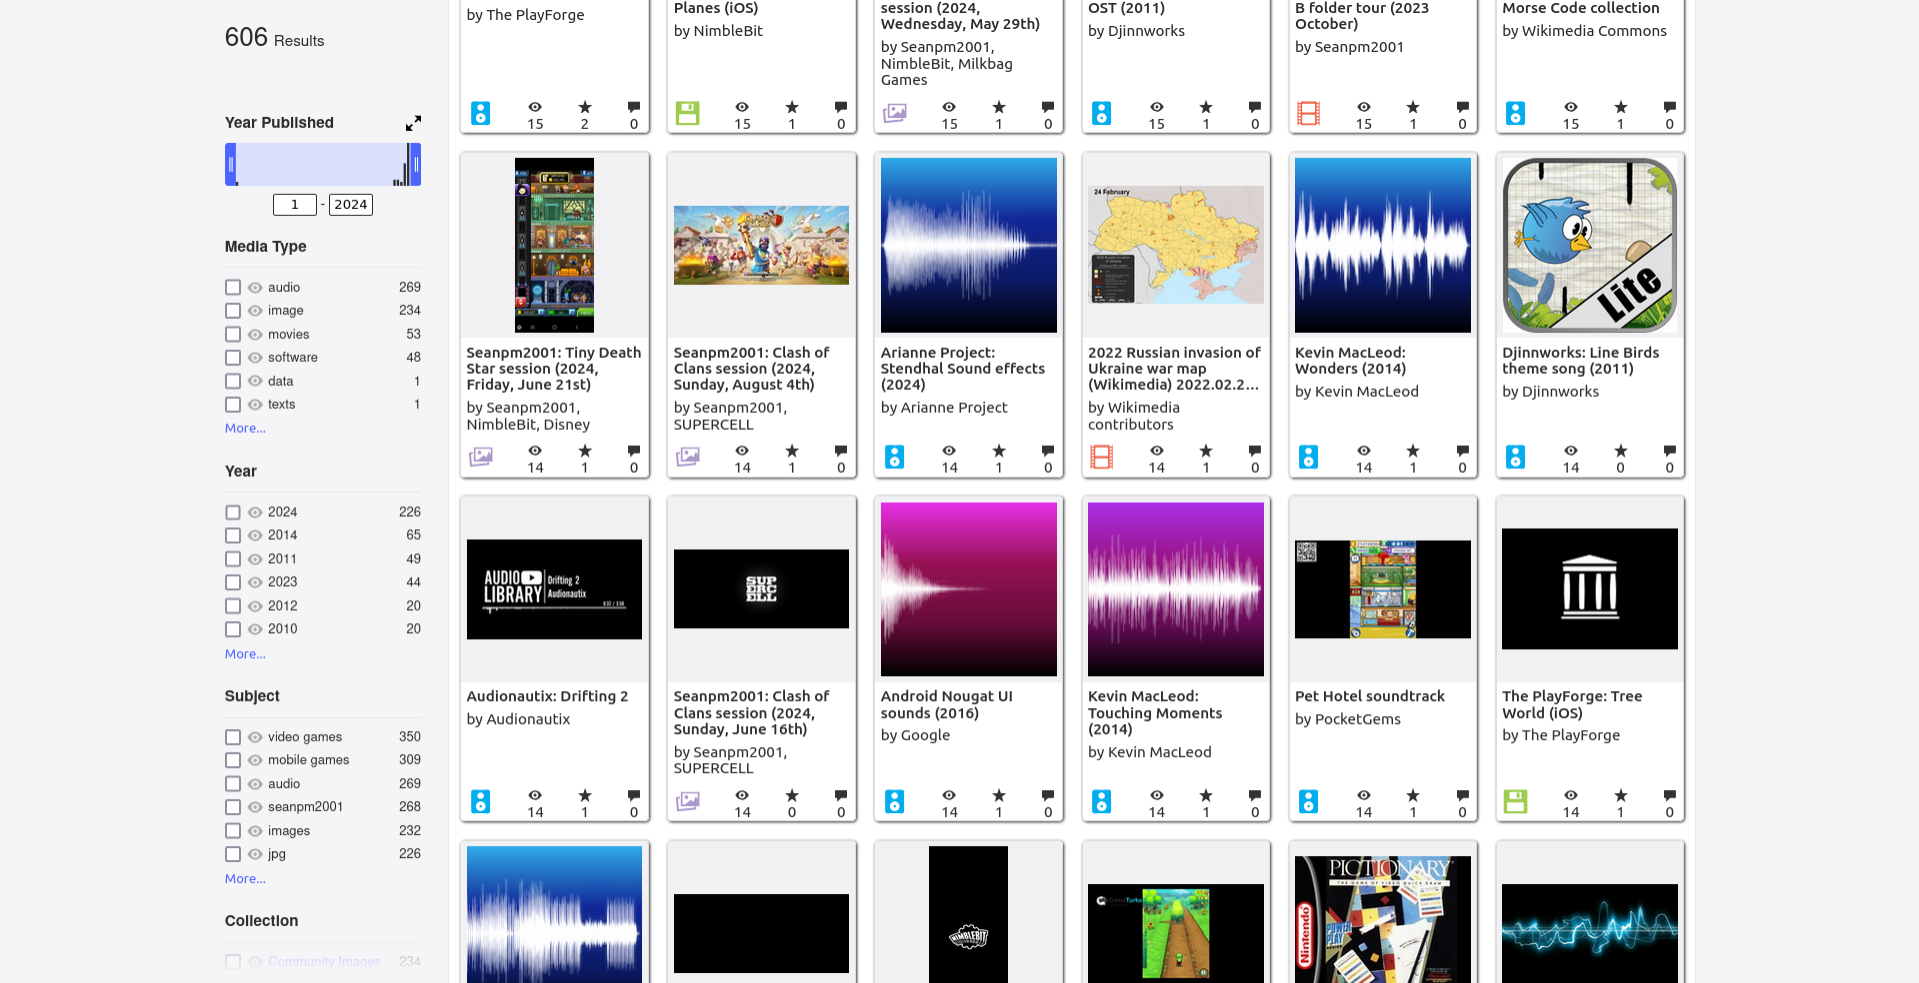 606 Results
Year Published
1 - 2024
Media Type
audio 269
image 234
movies 53
software 48
data 1
texts 1
More...
Year
2024 226
2014 65
2011 49
2023 44
2012 20
2010 20
More...
Subject
video games 350
mobile games 309
audio 269
seanpm2001 268
images 232
jpg 226
More...
Collection
Community Images 234
by The PlayForge
15 2 0
Planes (iOS)
by NimbleBit
15 1 0
session (2024,
Wednesday, May 29th)
by Seanpm2001,
NimbleBit, Milkbag
Games
15 1 0
OST (2011)
by Djinnworks
15 1 0
B folder tour (2023
October)
by Seanpm2001
15 1 0
Morse Code collection
by Wikimedia Commons
15 1 0
Seanpm2001: Tiny Death
Star session (2024,
Friday, June 21st)
by Seanpm2001,
NimbleBit, Disney
14 1 0
Seanpm2001: Clash of
Clans session (2024,
Sunday, August 4th)
by Seanpm2001,
SUPERCELL
14 1 0
Arianne Project:
Stendhal Sound effects
(2024)
by Arianne Project
14 1 0
24 February
2022 Russian invasion of
Ukraine war map
(Wikimedia) 2022.02.2...
by Wikimedia
contributors
14 1 0
Kevin MacLeod:
Wonders (2014)
by Kevin MacLeod
14 1 0
Lite
Djinnworks: Line Birds
theme song (2011)
by Djinnworks
14 0 0
AUDIO
LIBRARY
Drifting 2
Audionautix
Audionautix: Drifting 2
by Audionautix
14 1 0
SUP
ERC
ELL
Seanpm2001: Clash of
Clans session (2024,
Sunday, June 16th)
by Seanpm2001,
SUPERCELL
14 0 0
Android Nougat UI
sounds (2016)
by Google
14 1 0
Kevin MacLeod:
Touching Moments
(2014)
by Kevin MacLeod
14 1 0
Pet Hotel soundtrack
by PocketGems
14 1 0
The PlayForge: Tree
World (iOS)
by The PlayForge
14 1 0
NIMBLEBIT
PICTIONARY
THE GAME OF VIDEO QUICK DRAW
Nintendo
POWER
PLAY